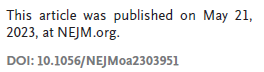 This article was published on May 21,
2023, at NEJM.org.
DOI: 10.1056/NEJMoa2303951